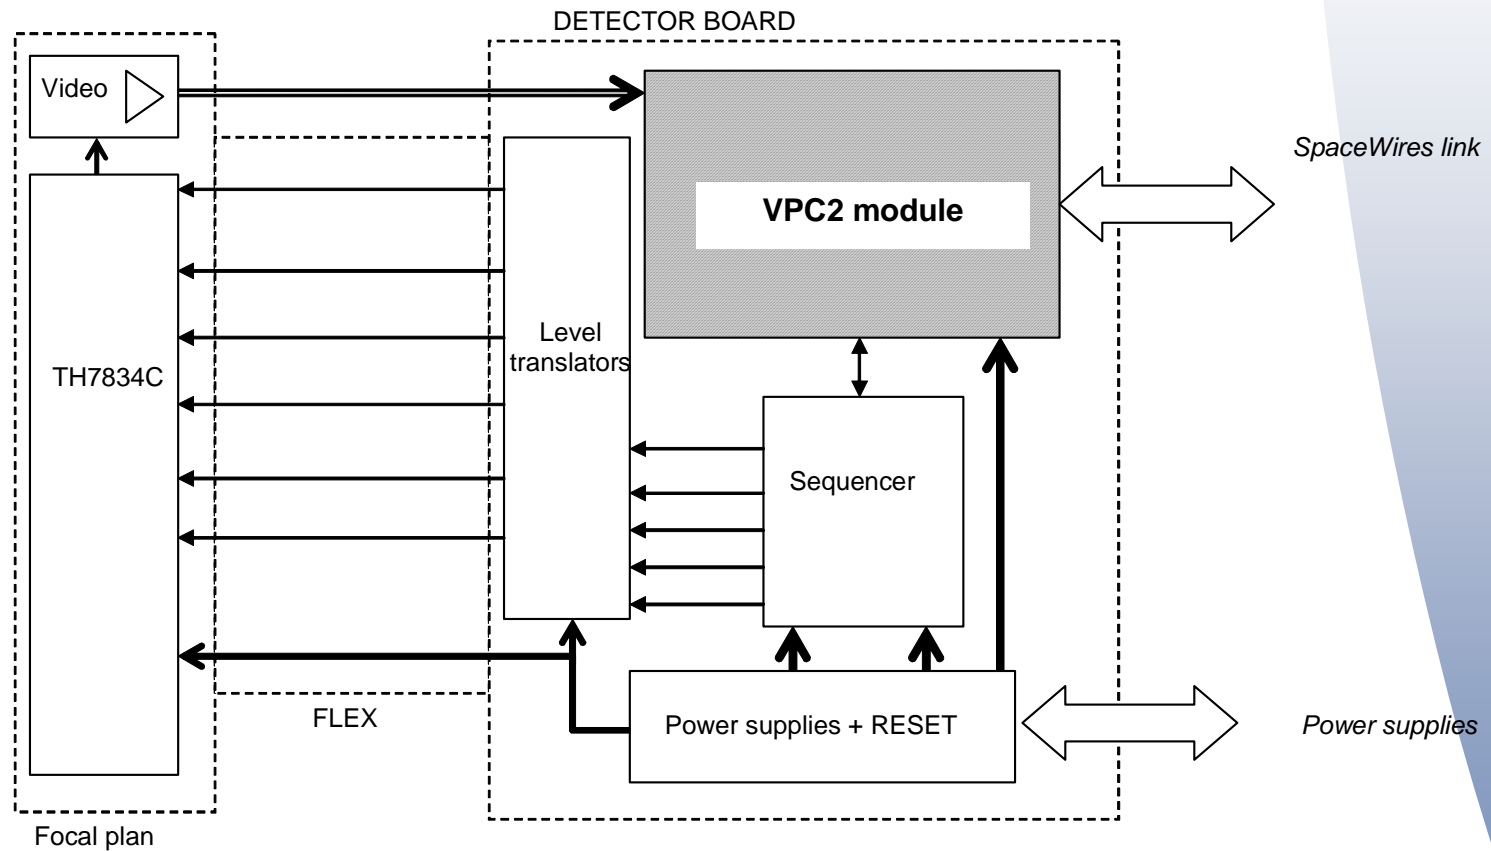 DETECTOR BOARD
Video
SpaceWires link
VPC2 module
Level
translators
TH7834C
Sequencer
FLEX
Power supplies + RESET
Power supplies
Focal plan